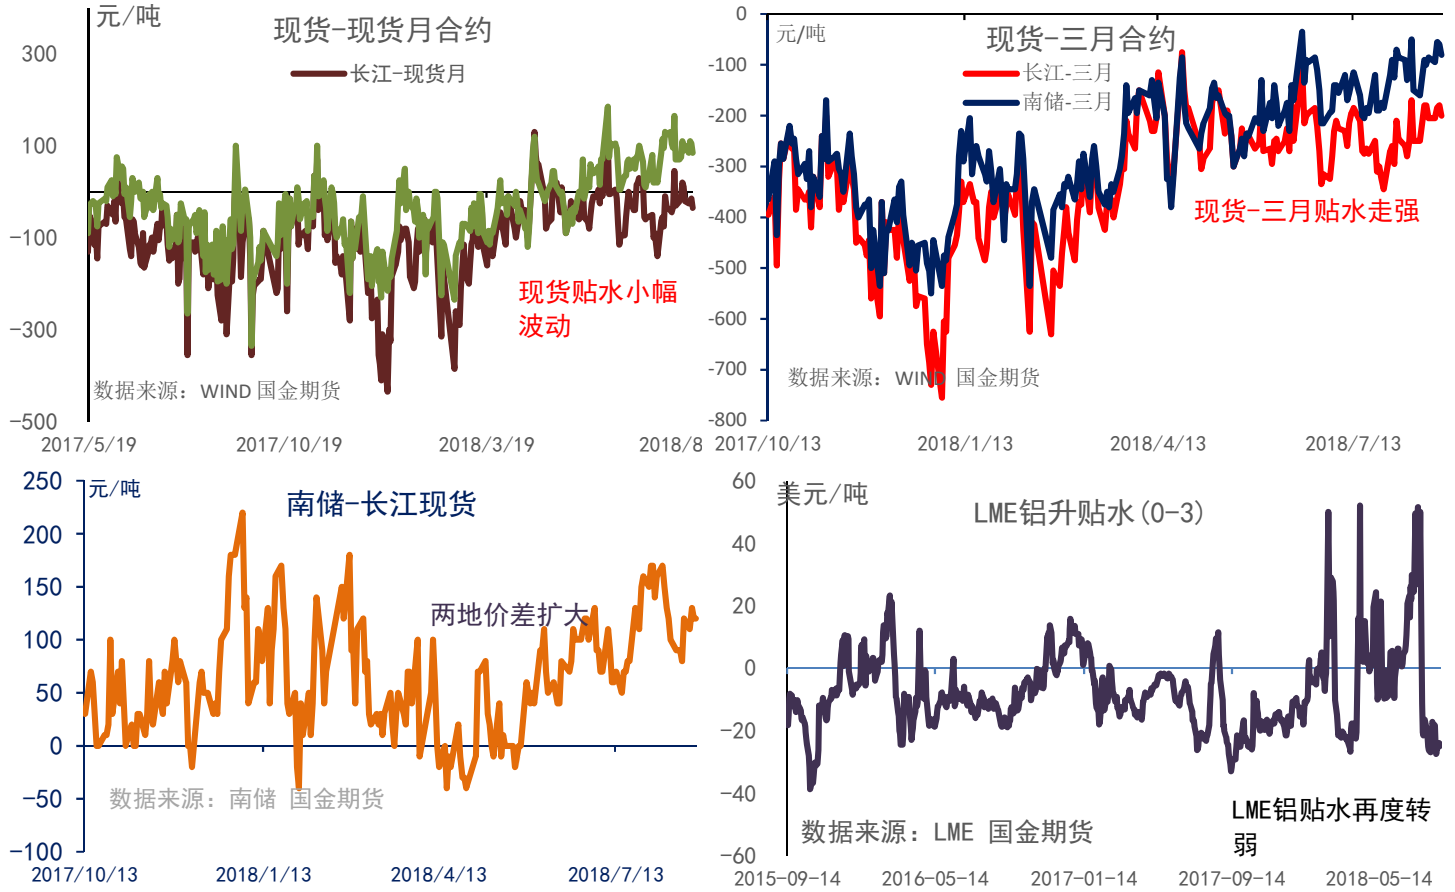 元/吨
现货-现货月合约
长江-现货月
300
100
-100
-300
-500
现货贴水小幅
波动
数据来源：WIND 国金期货
2017/5/19
2017/10/19
2018/3/19
2018/8
元/吨
现货-三月合约
长江-三月
南储-三月
0
-100
-200
-300
-400
-500
-600
-700
-800
现货-三月贴水走强
数据来源：WIND 国金期货
2017/10/13
2018/1/13
2018/4/13
2018/7/13
元/吨
南储-长江现货
250
200
150
100
50
0
-50
-100
两地价差扩大
数据来源：南储 国金期货
2017/10/13
2018/1/13
2018/4/13
2018/7/13
美元/吨
LME铝升贴水(0-3)
60
40
20
0
-20
-40
-60
LME铝贴水再度转
弱
数据来源：LME 国金期货
2015-09-14
2016-05-14
2017-01-14
2017-09-14
2018-05-14